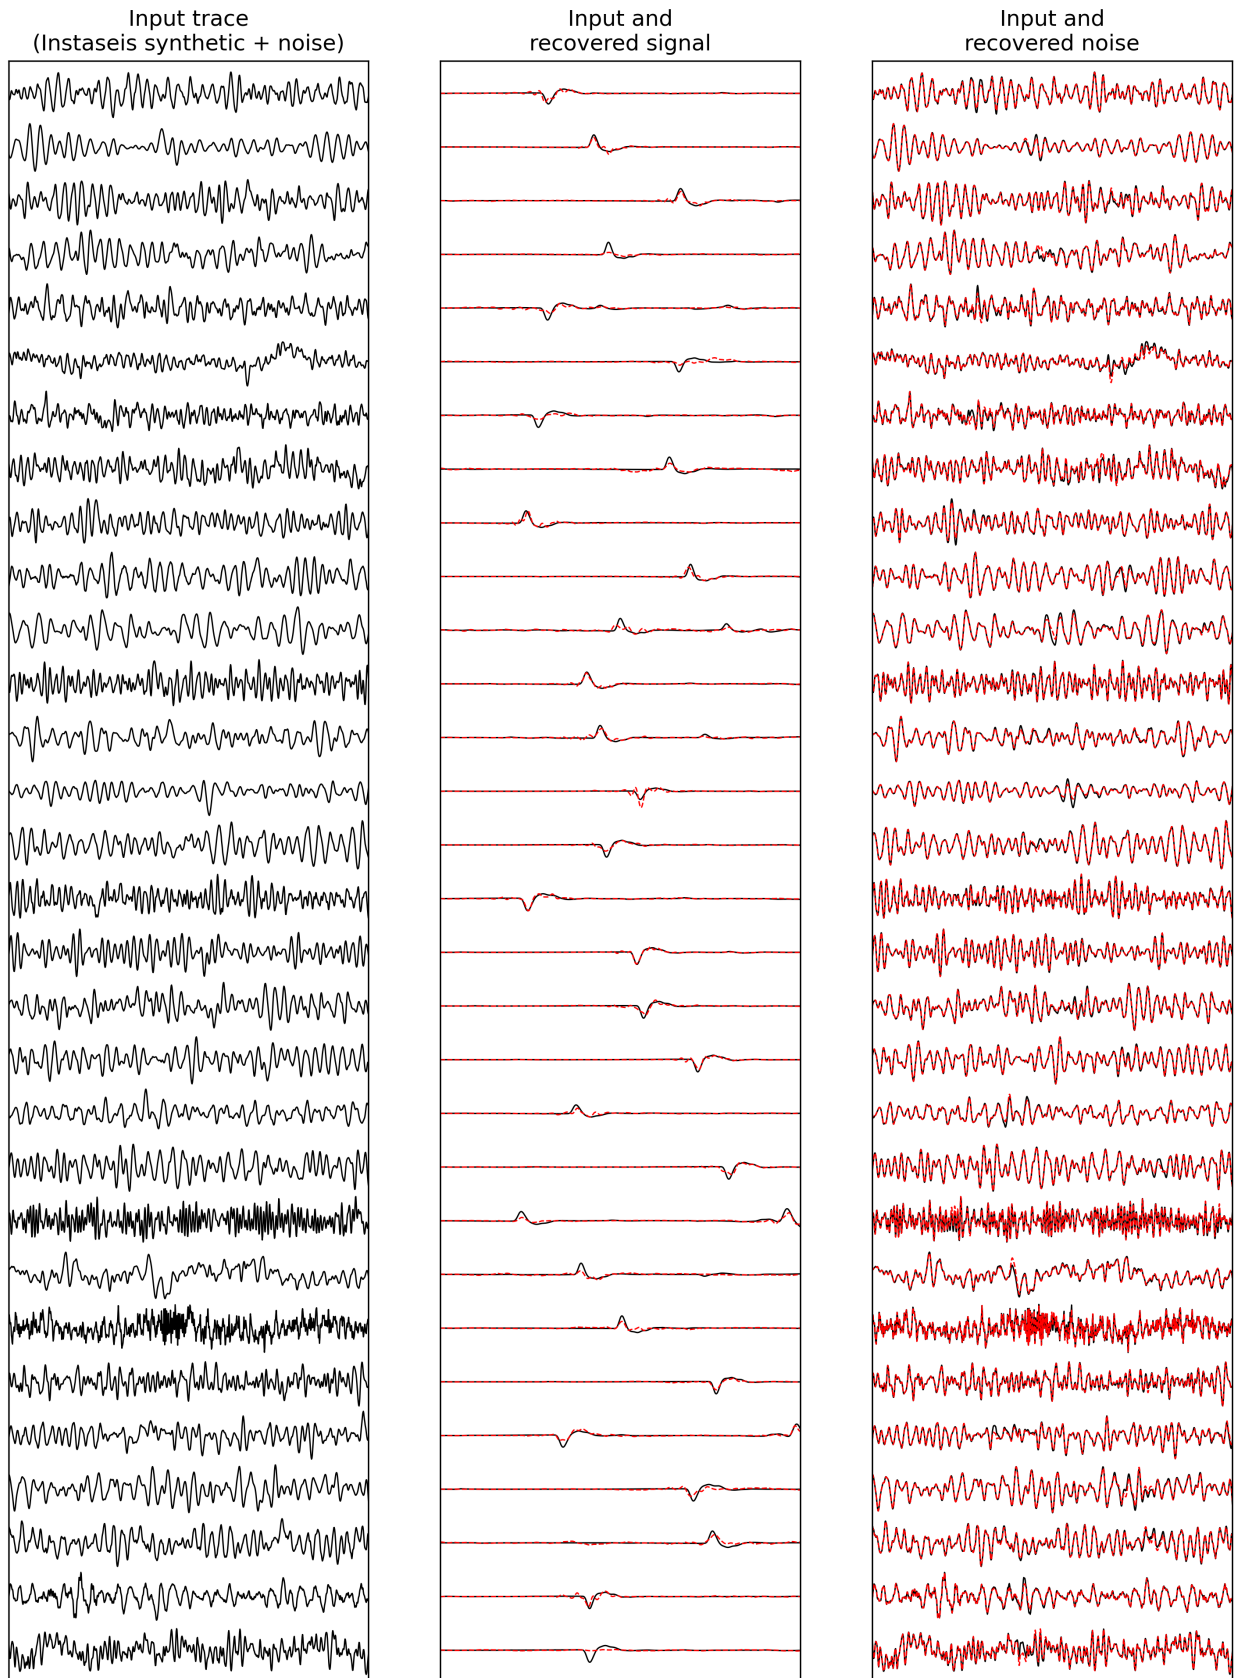 Input trace
(Instaseis synthetic + noise)
Input and
recovered signal
Input and
recovered noise